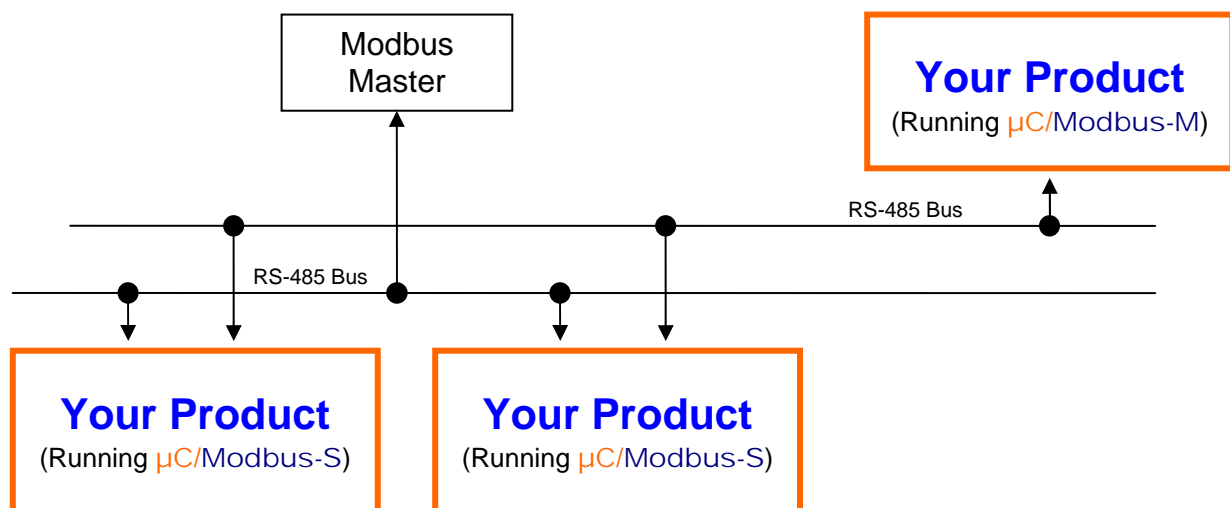 Modbus
Master
Your Product
(Running µC/Modbus-M)
RS-485 Bus
RS-485 Bus
Your Product
(Running µC/Modbus-S)
Your Product
(Running µC/Modbus-S)